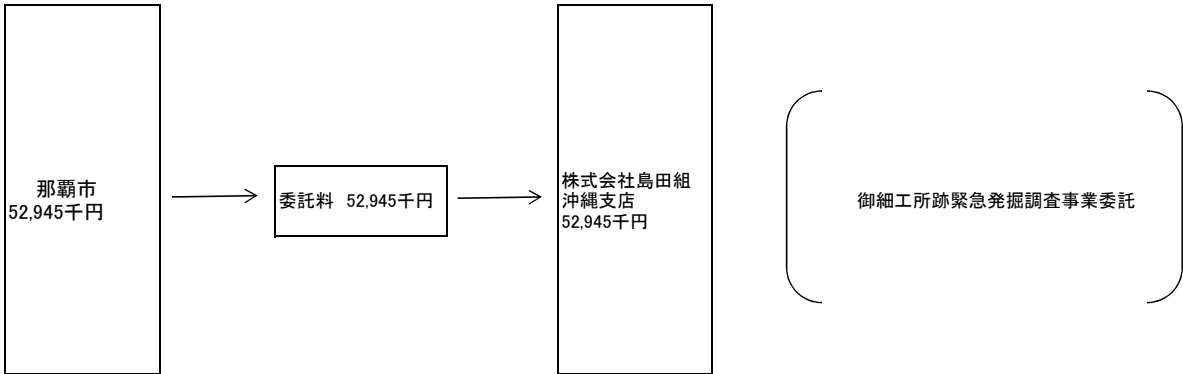 那覇市
52,945千円
委託料 52,945千円
株式会社島田組
沖縄支店
52,945千円
御細工所跡緊急発掘調査事業委託